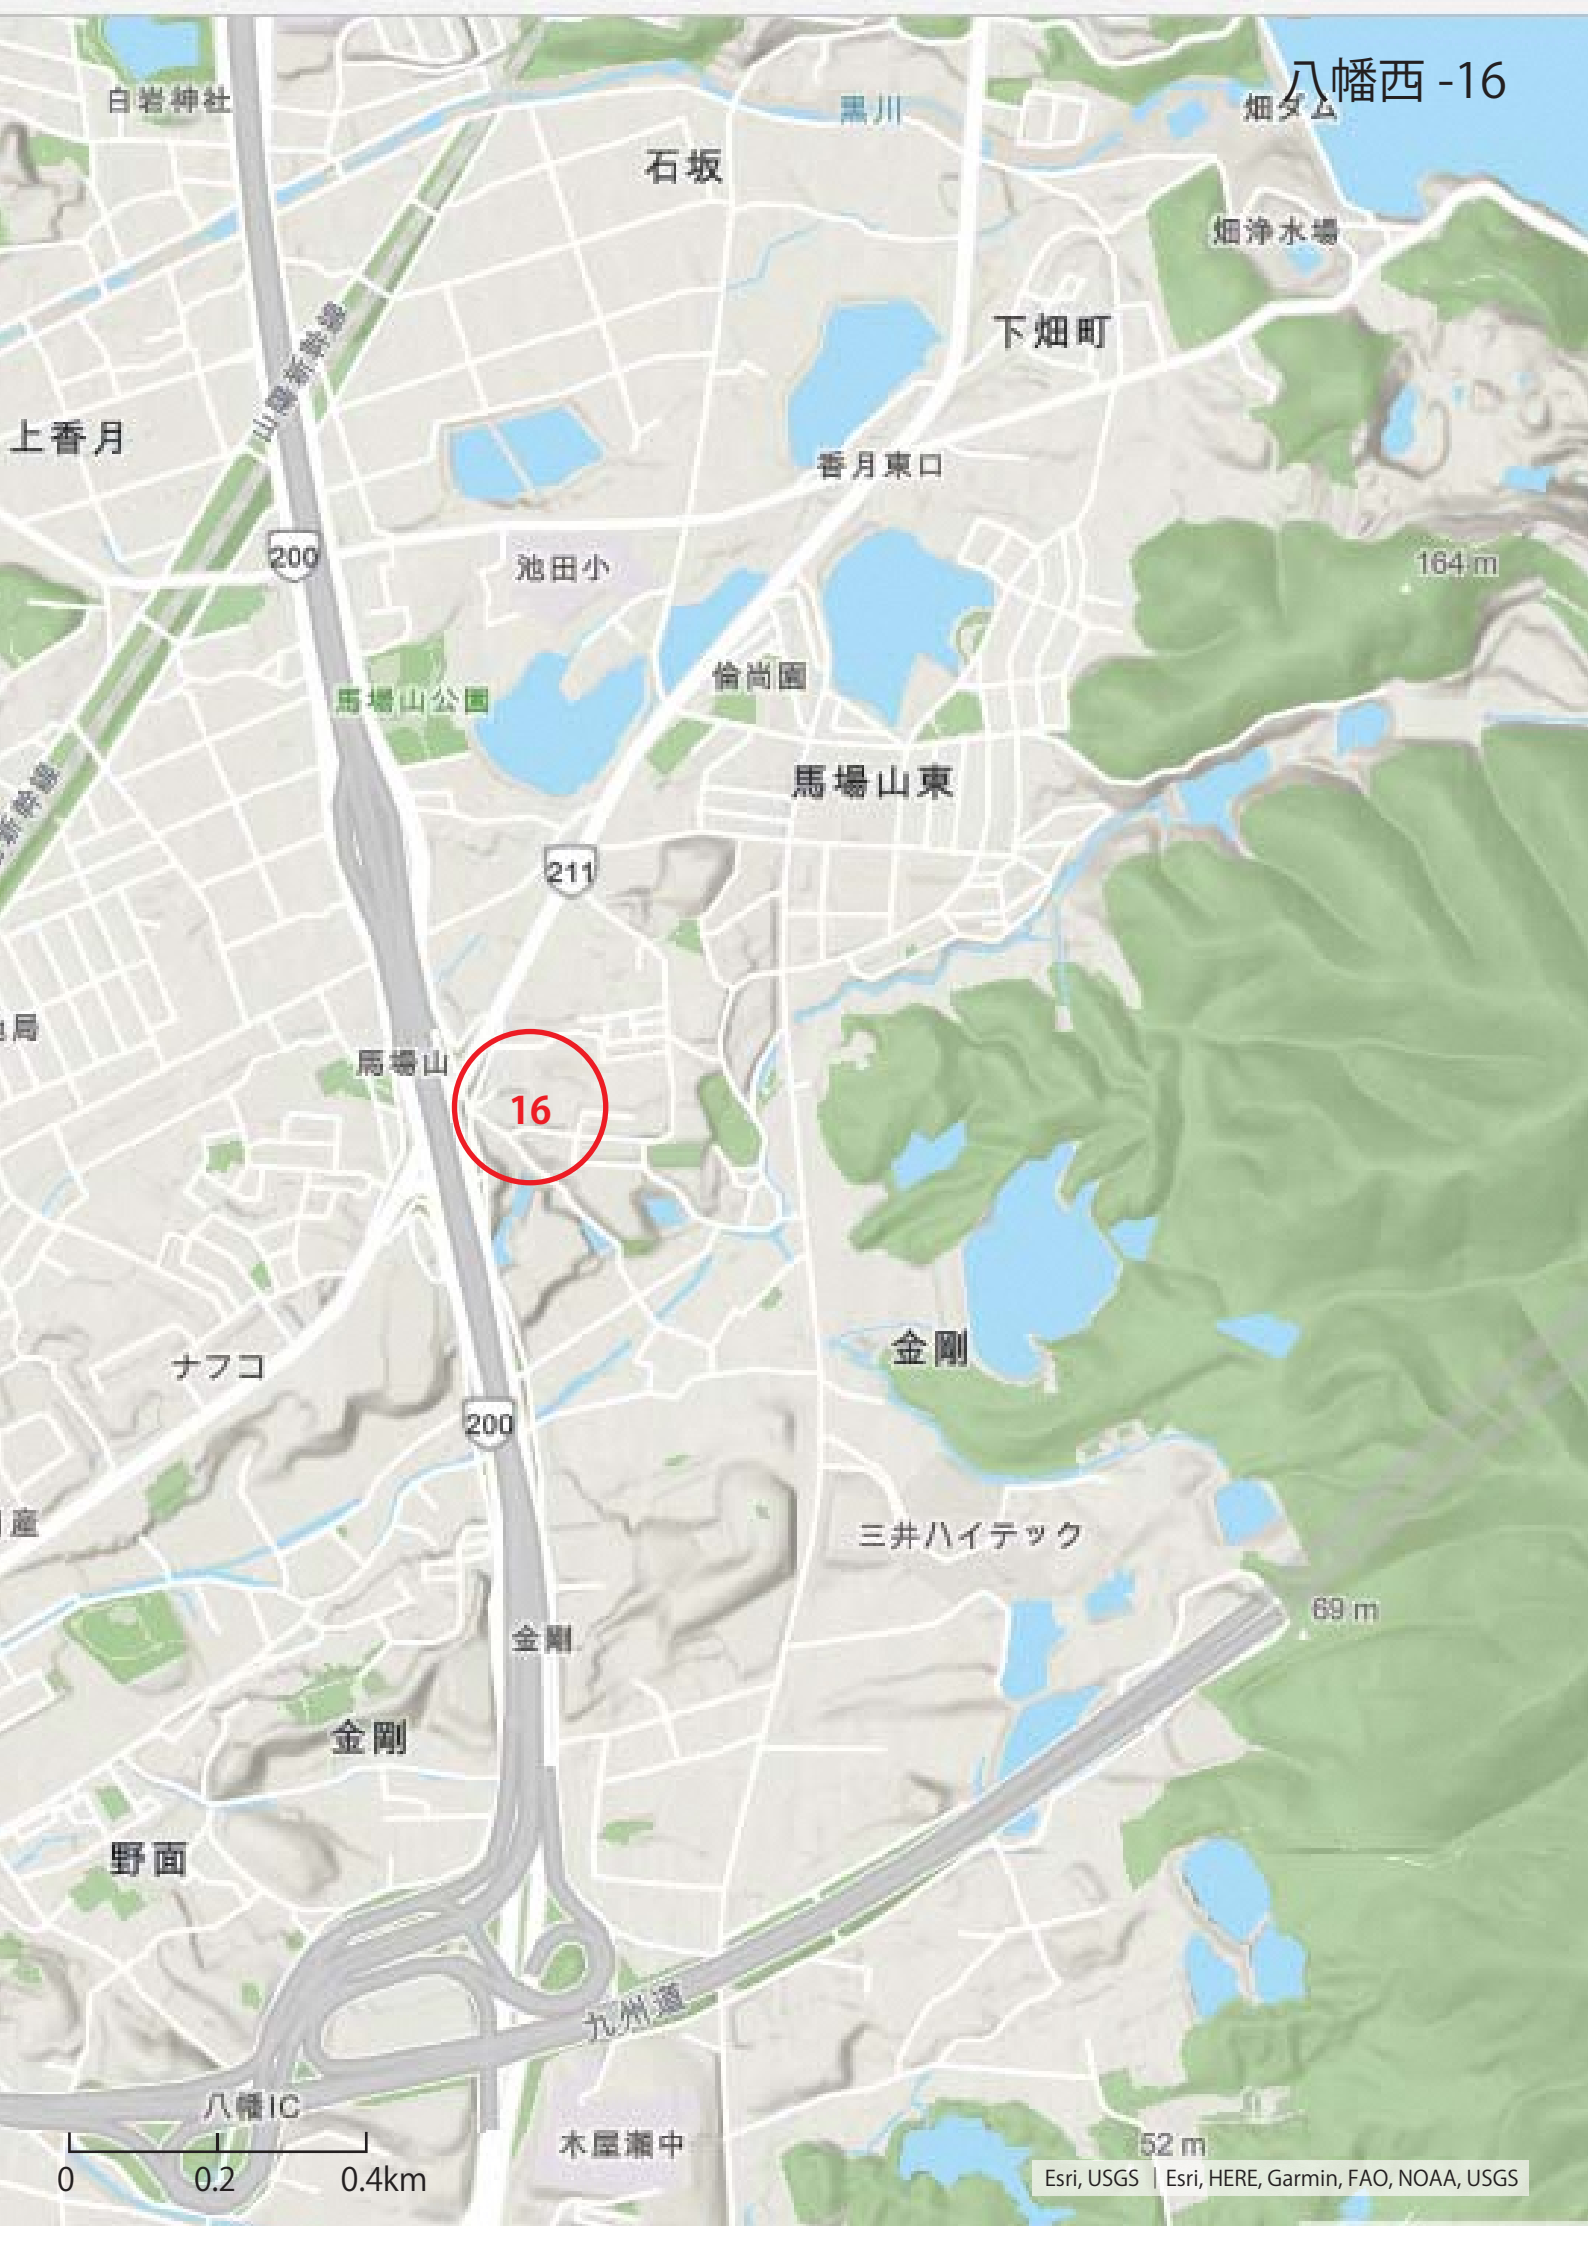 八幡西 -16
白岩神社
黒川
畑ダム
石坂
畑浄水場
山陽新幹線
下畑町
上香月
香月東口
200
池田小
164 m
倫尚園
馬場山公園
馬場山東
新幹線
211
局
馬場山
16
金剛
ナフコ
200
産
三井ハイテック
69 m
金剛
金剛
野面
九州道
八幡IC
木屋瀬中
52 m
0 0.2 0.4km
Esri, USGS | Esri, HERE, Garmin, FAO, NOAA, USGS